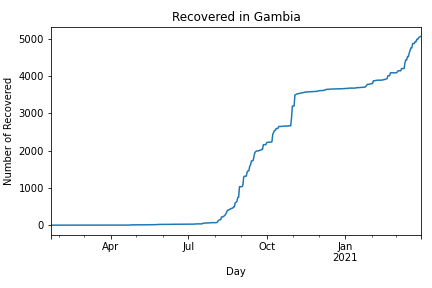 Recovered in Gambia
Number of Recovered
5000
4000
3000
2000
1000
0
Apr
Jul
Oct
Jan
2021
Day